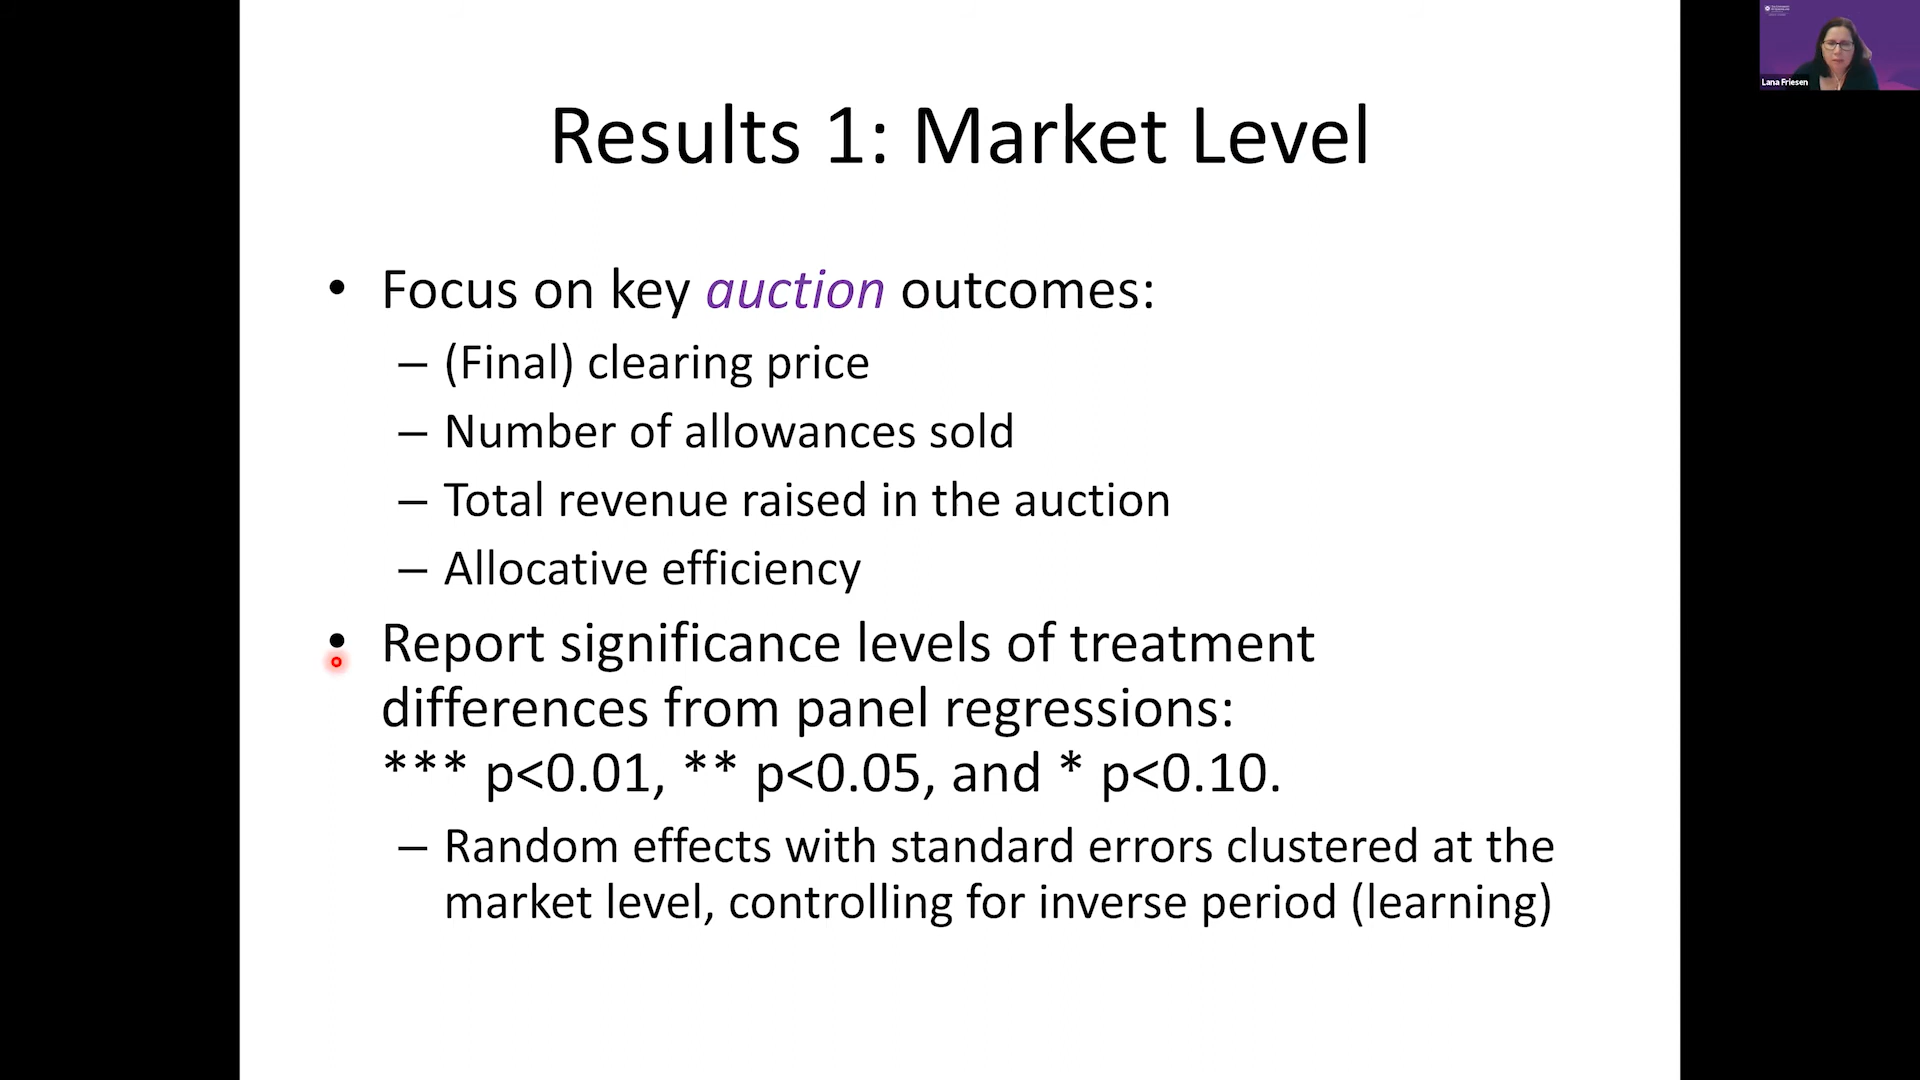 Results 1: Market Level
• Focus on key auction outcomes:
– (Final) clearing price
– Number of allowances sold
– Total revenue raised in the auction
– Allocative efficiency
• Report significance levels of treatment
differences from panel regressions:
*** p<0.01, ** p<0.05, and * p<0.10.
– Random effects with standard errors clustered at the
market level, controlling for inverse period (learning)
Lana Friesen